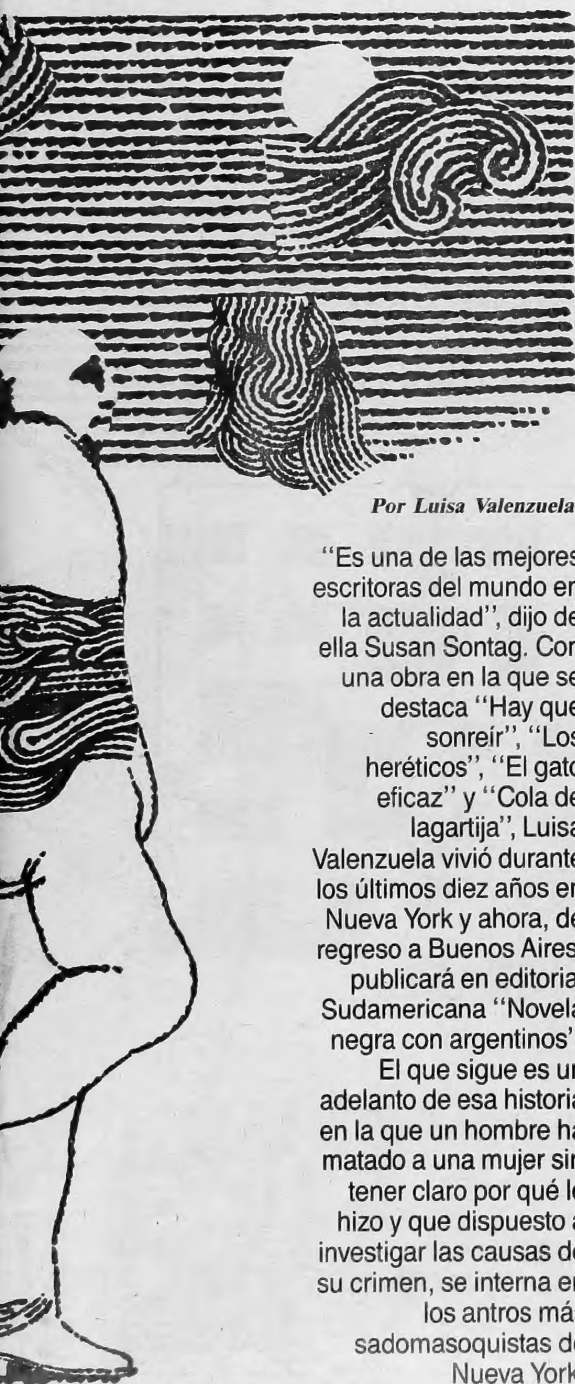 Por Luisa Valenzuela
“Es una de las mejores
escritoras del mundo en
la actualidad”, dijo de
ella Susan Sontag. Con
una obra en la que se
destaca “Hay que
sonreír”, “Los
heréticos”, “El gato
eficaz” y “Cola de
lagartija”, Luisa
Valenzuela vivió durante
los últimos diez años en
Nueva York y ahora, de
regreso a Buenos Aires,
publicará en editorial
Sudamericana “Novela
negra con argentinos”.
El que sigue es un
adelanto de esa historia
en la que un hombre ha
matado a una mujer sin
tener claro por qué lo
hizo y que dispuesto a
investigar las causas de
su crimen, se interna en
los antros más
sadomasoquistas de
Nueva York